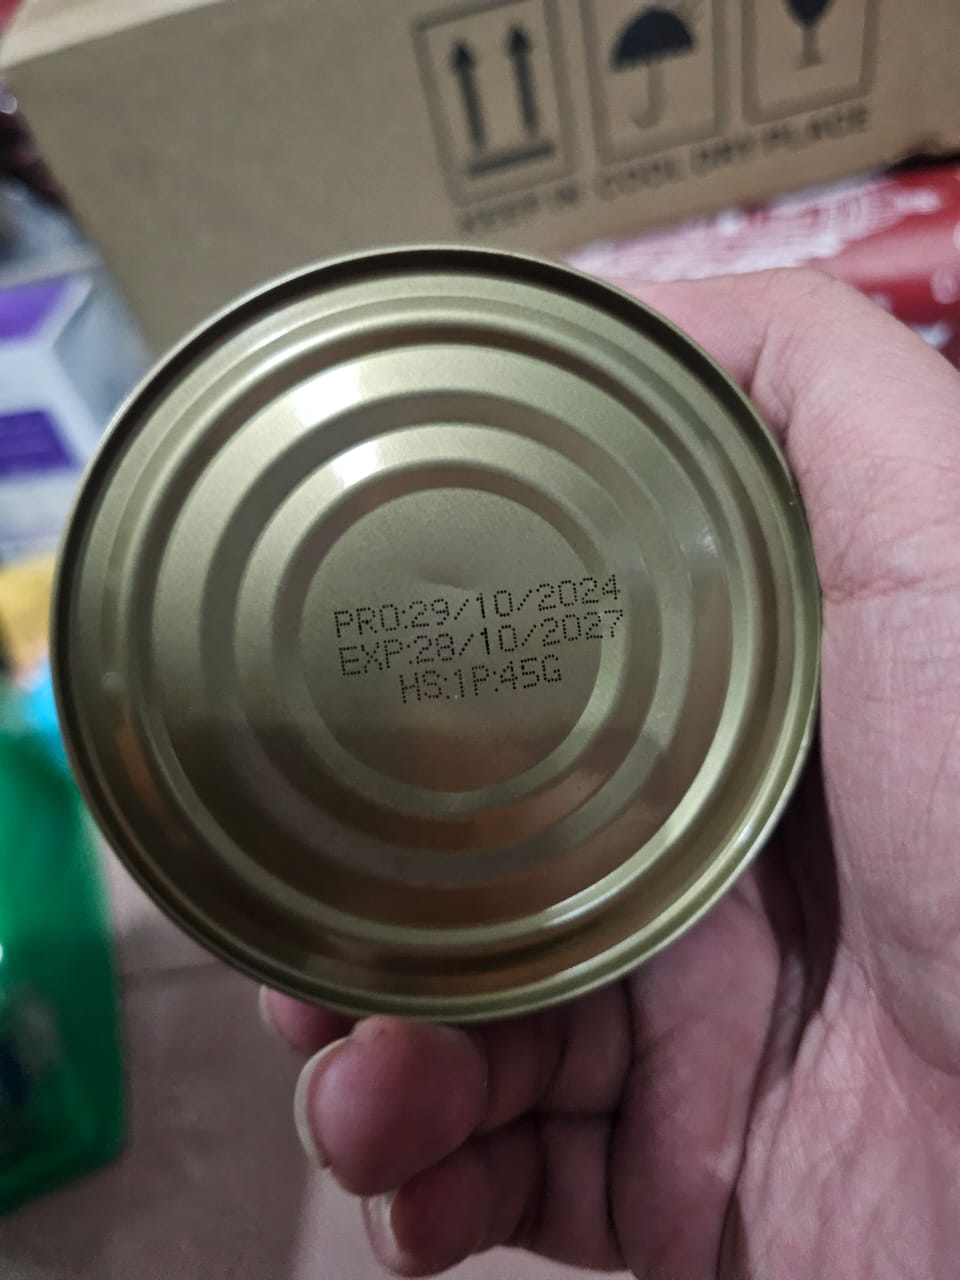 KEEP IN COOL DRY PLACE
PRO:29/10/2024
EXP:28/10/2027
HS:1P:45G